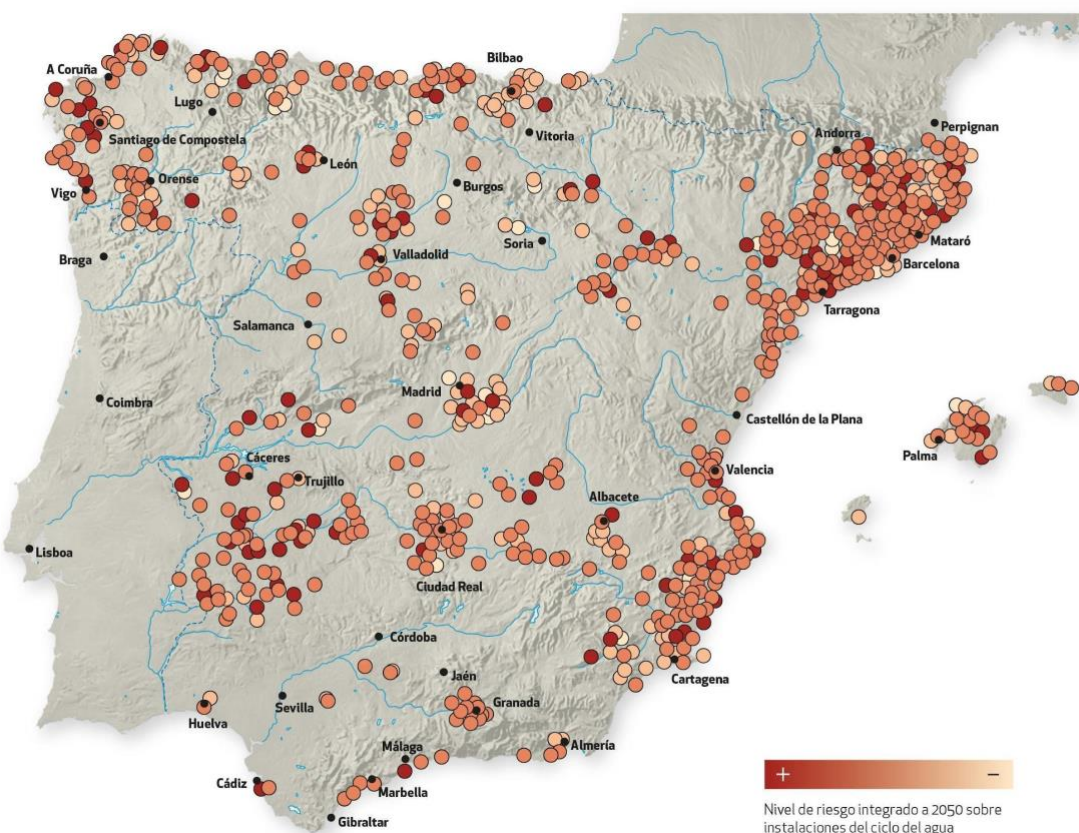 A Coruña
Bilbao
Lugo
Perpignan
Andorra
Vitoria
Santiago de Compostela
León
Orense
Burgos
Vigo
Soria
Mataró
Braga
Valladolid
Barcelona
Tarragona
Salamanca
Madrid
Coimbra
Castellón de la Plana
Palma
Cáceres
Valencia
Trujillo
Albacete
Lisboa
Ciudad Real
Córdoba
Jaén
Cartagena
Granada
Sevilla
Huelva
Almería
Málaga
Cádiz
Marbella
Gibraltar
+ −
Nivel de riesgo integrado a 2050 sobre
instalaciones del ciclo del agua